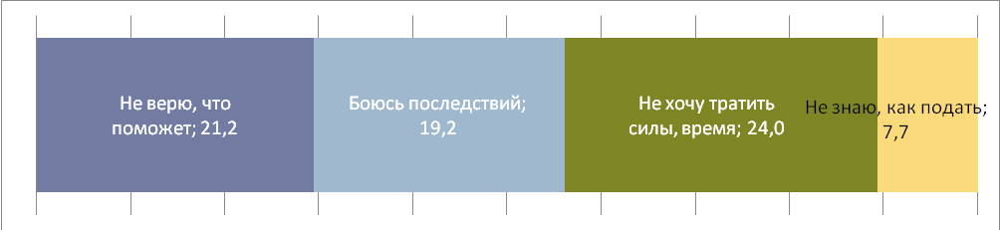 Не верю, что
поможет; 21,2
Боюсь последствий;
19,2
Не хочу тратить
силы, время; 24,0
Не знаю, как подать;
7,7